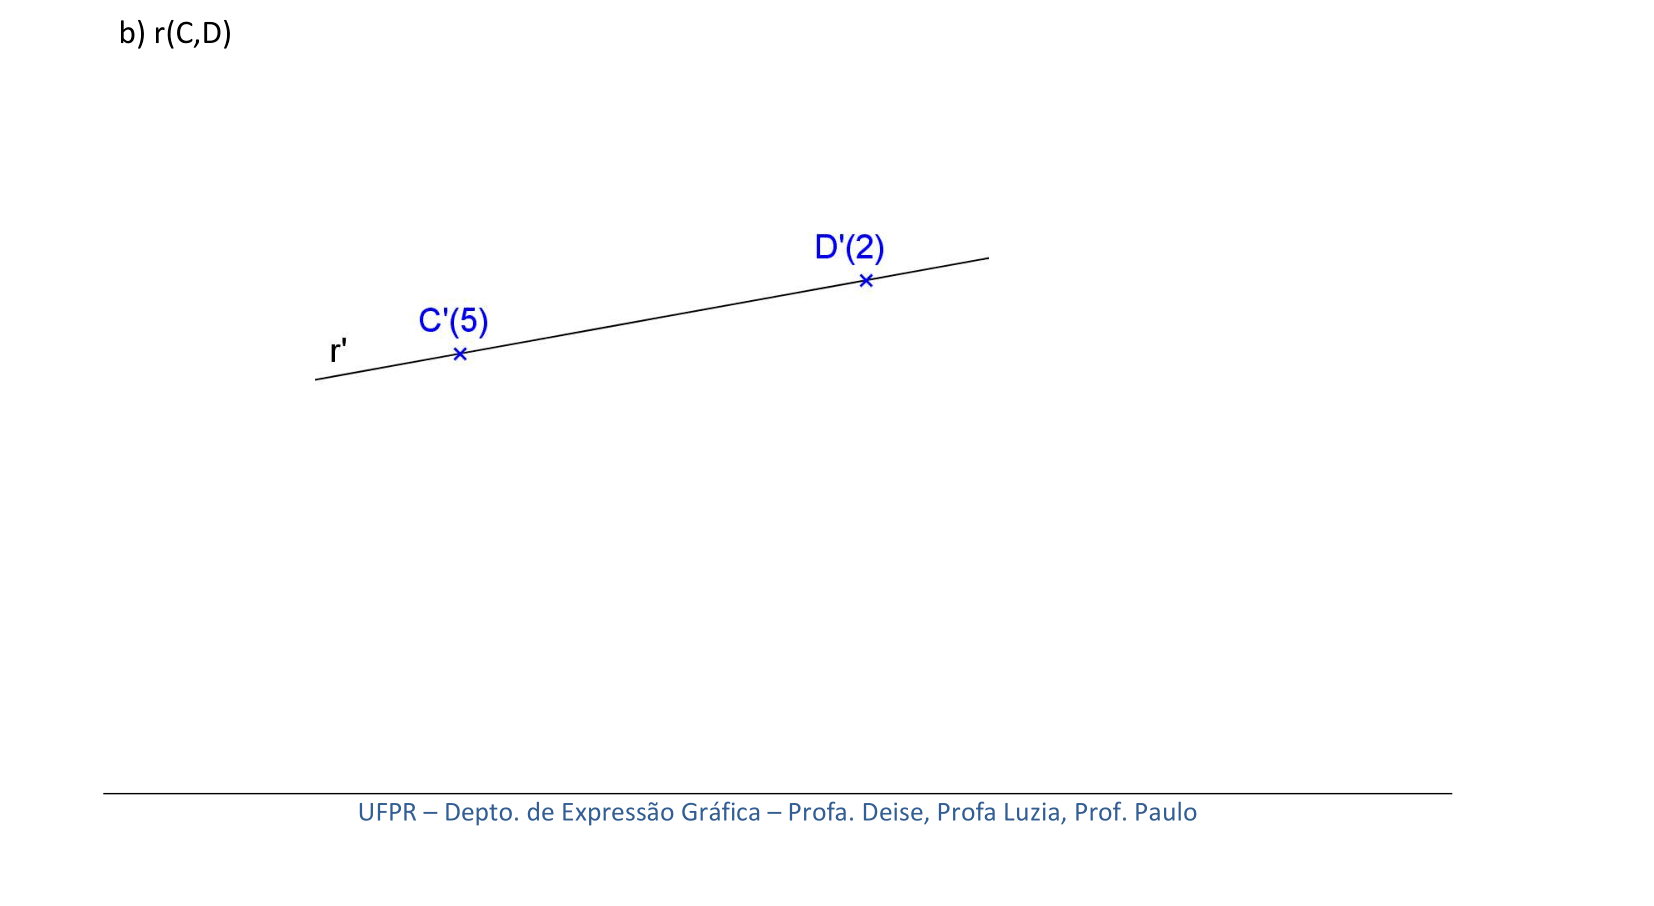 b) r(C,D)
D'(2)
C'(5)
r'
UFPR – Depto. de Expressão Gráfica – Profa. Deise, Profa Luzia, Prof. Paulo